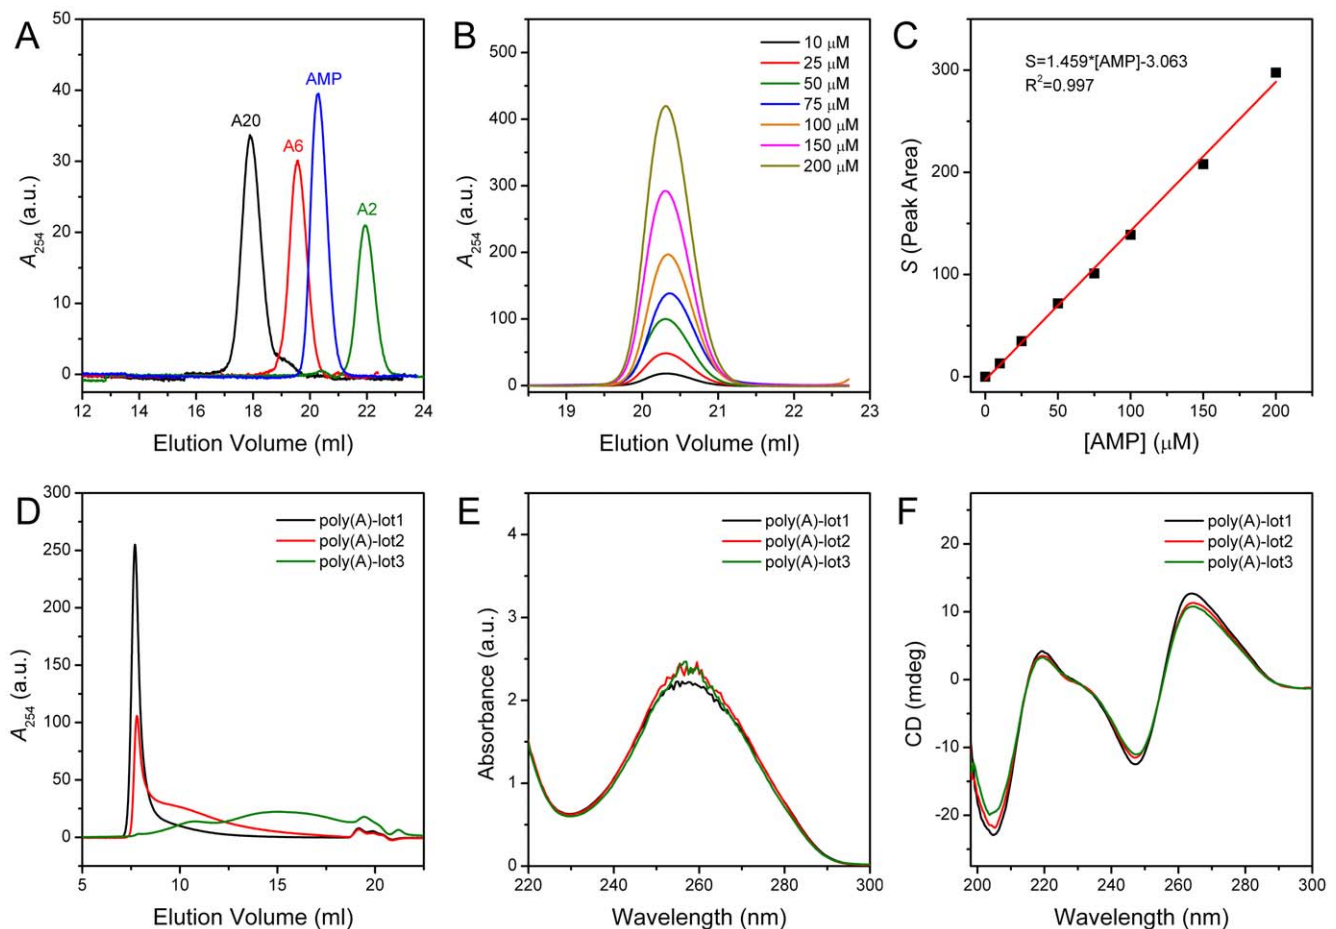 A
50
40
30
20
10
0
A20
A6
AMP
A2
12 14 16 18 20 22 24
A254 (a.u.)
Elution Volume (ml)
B
500
400
300
200
100
0
10 μM
25 μM
50 μM
75 μM
100 μM
150 μM
200 μM
19 20 21 22 23
A254 (a.u.)
Elution Volume (ml)
C
300
200
100
0
S=1.459*[AMP]-3.063
R²=0.997
0 50 100 150 200
S (Peak Area)
[AMP] (μM)
D
300
250
200
150
100
50
0
poly(A)-lot1
poly(A)-lot2
poly(A)-lot3
5 10 15 20
A254 (a.u.)
Elution Volume (ml)
E
4
3
2
1
0
poly(A)-lot1
poly(A)-lot2
poly(A)-lot3
220 240 260 280 300
Absorbance (a.u.)
Wavelength (nm)
F
20
10
0
-10
-20
poly(A)-lot1
poly(A)-lot2
poly(A)-lot3
200 220 240 260 280 300
CD (mdeg)
Wavelength (nm)